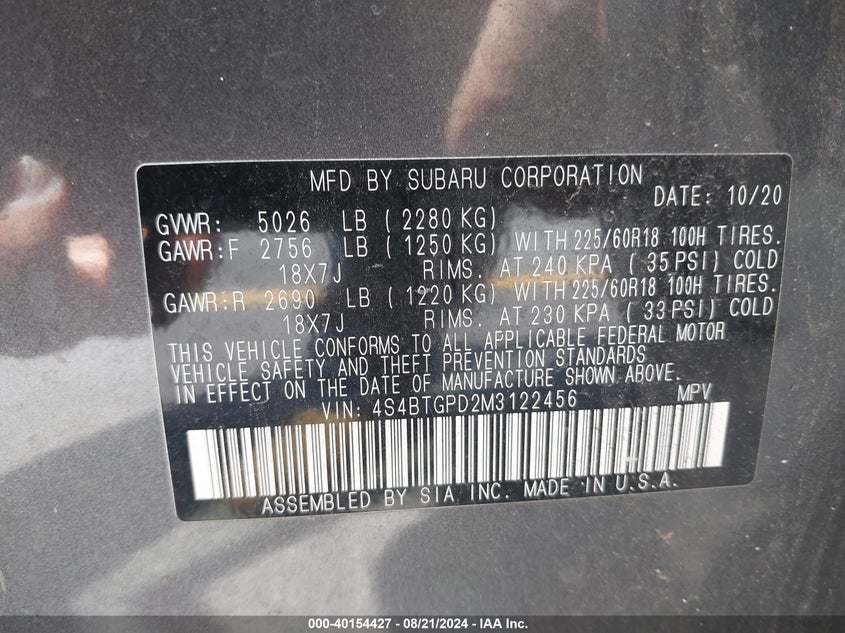 MFD BY SUBARU CORPORATION
DATE: 10/20
GVWR: 5026 LB ( 2280 KG)
GAWR:F 2756 LB ( 1250 KG) WITH 225/60R18 100H TIRES.
18X7J RIMS. AT 240 KPA ( 35 PSI) COLD
GAWR:R 2690 LB ( 1220 KG) WITH 225/60R18 100H TIRES.
18X7J RIMS. AT 230 KPA ( 33 PSI) COLD
THIS VEHICLE CONFORMS TO ALL APPLICABLE FEDERAL MOTOR
VEHICLE SAFETY AND THEFT PREVENTION STANDARDS
IN EFFECT ON THE DATE OF MANUFACTURE SHOWN ABOVE.
VIN: 4S4BTGPD2M3122456 MPV
ASSEMBLED BY SIA INC. MADE IN U.S.A.
000-40154427 - 08/21/2024 - IAA Inc.